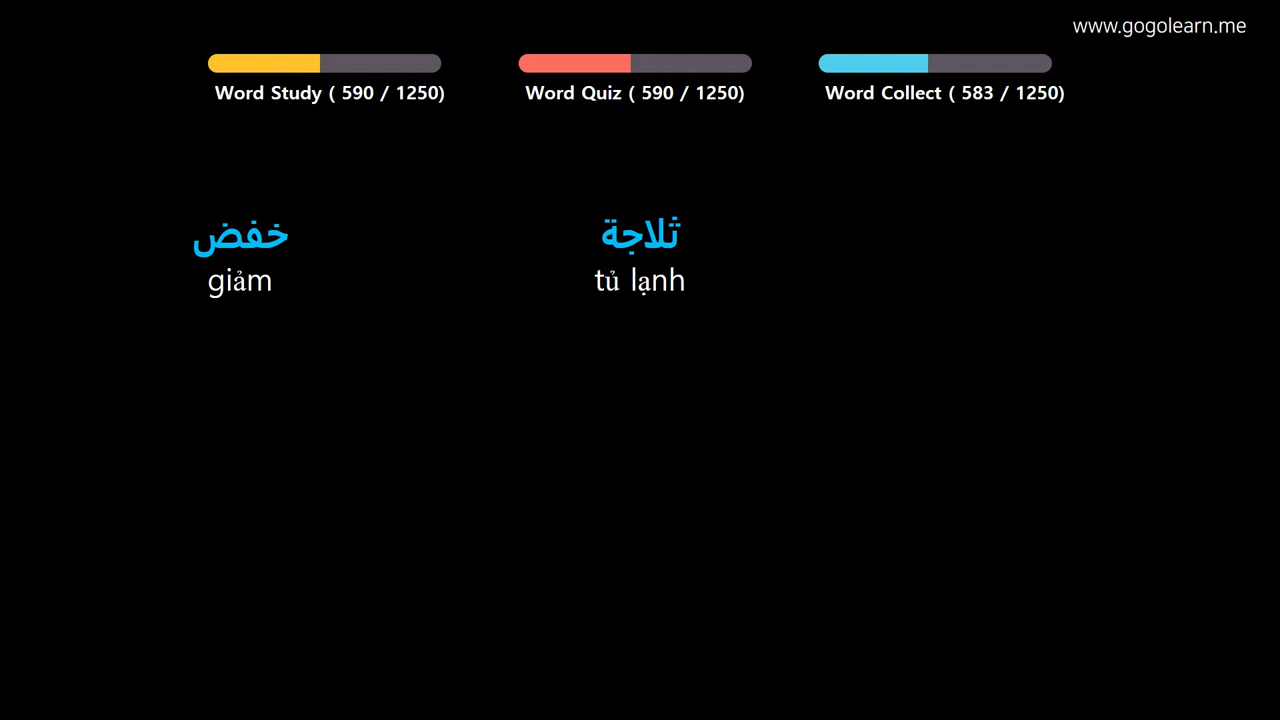 www.gogolearn.me
Word Study ( 590 / 1250)
Word Quiz ( 590 / 1250)
Word Collect ( 583 / 1250)
خفض
giảm
ثلاجة
tủ lạnh